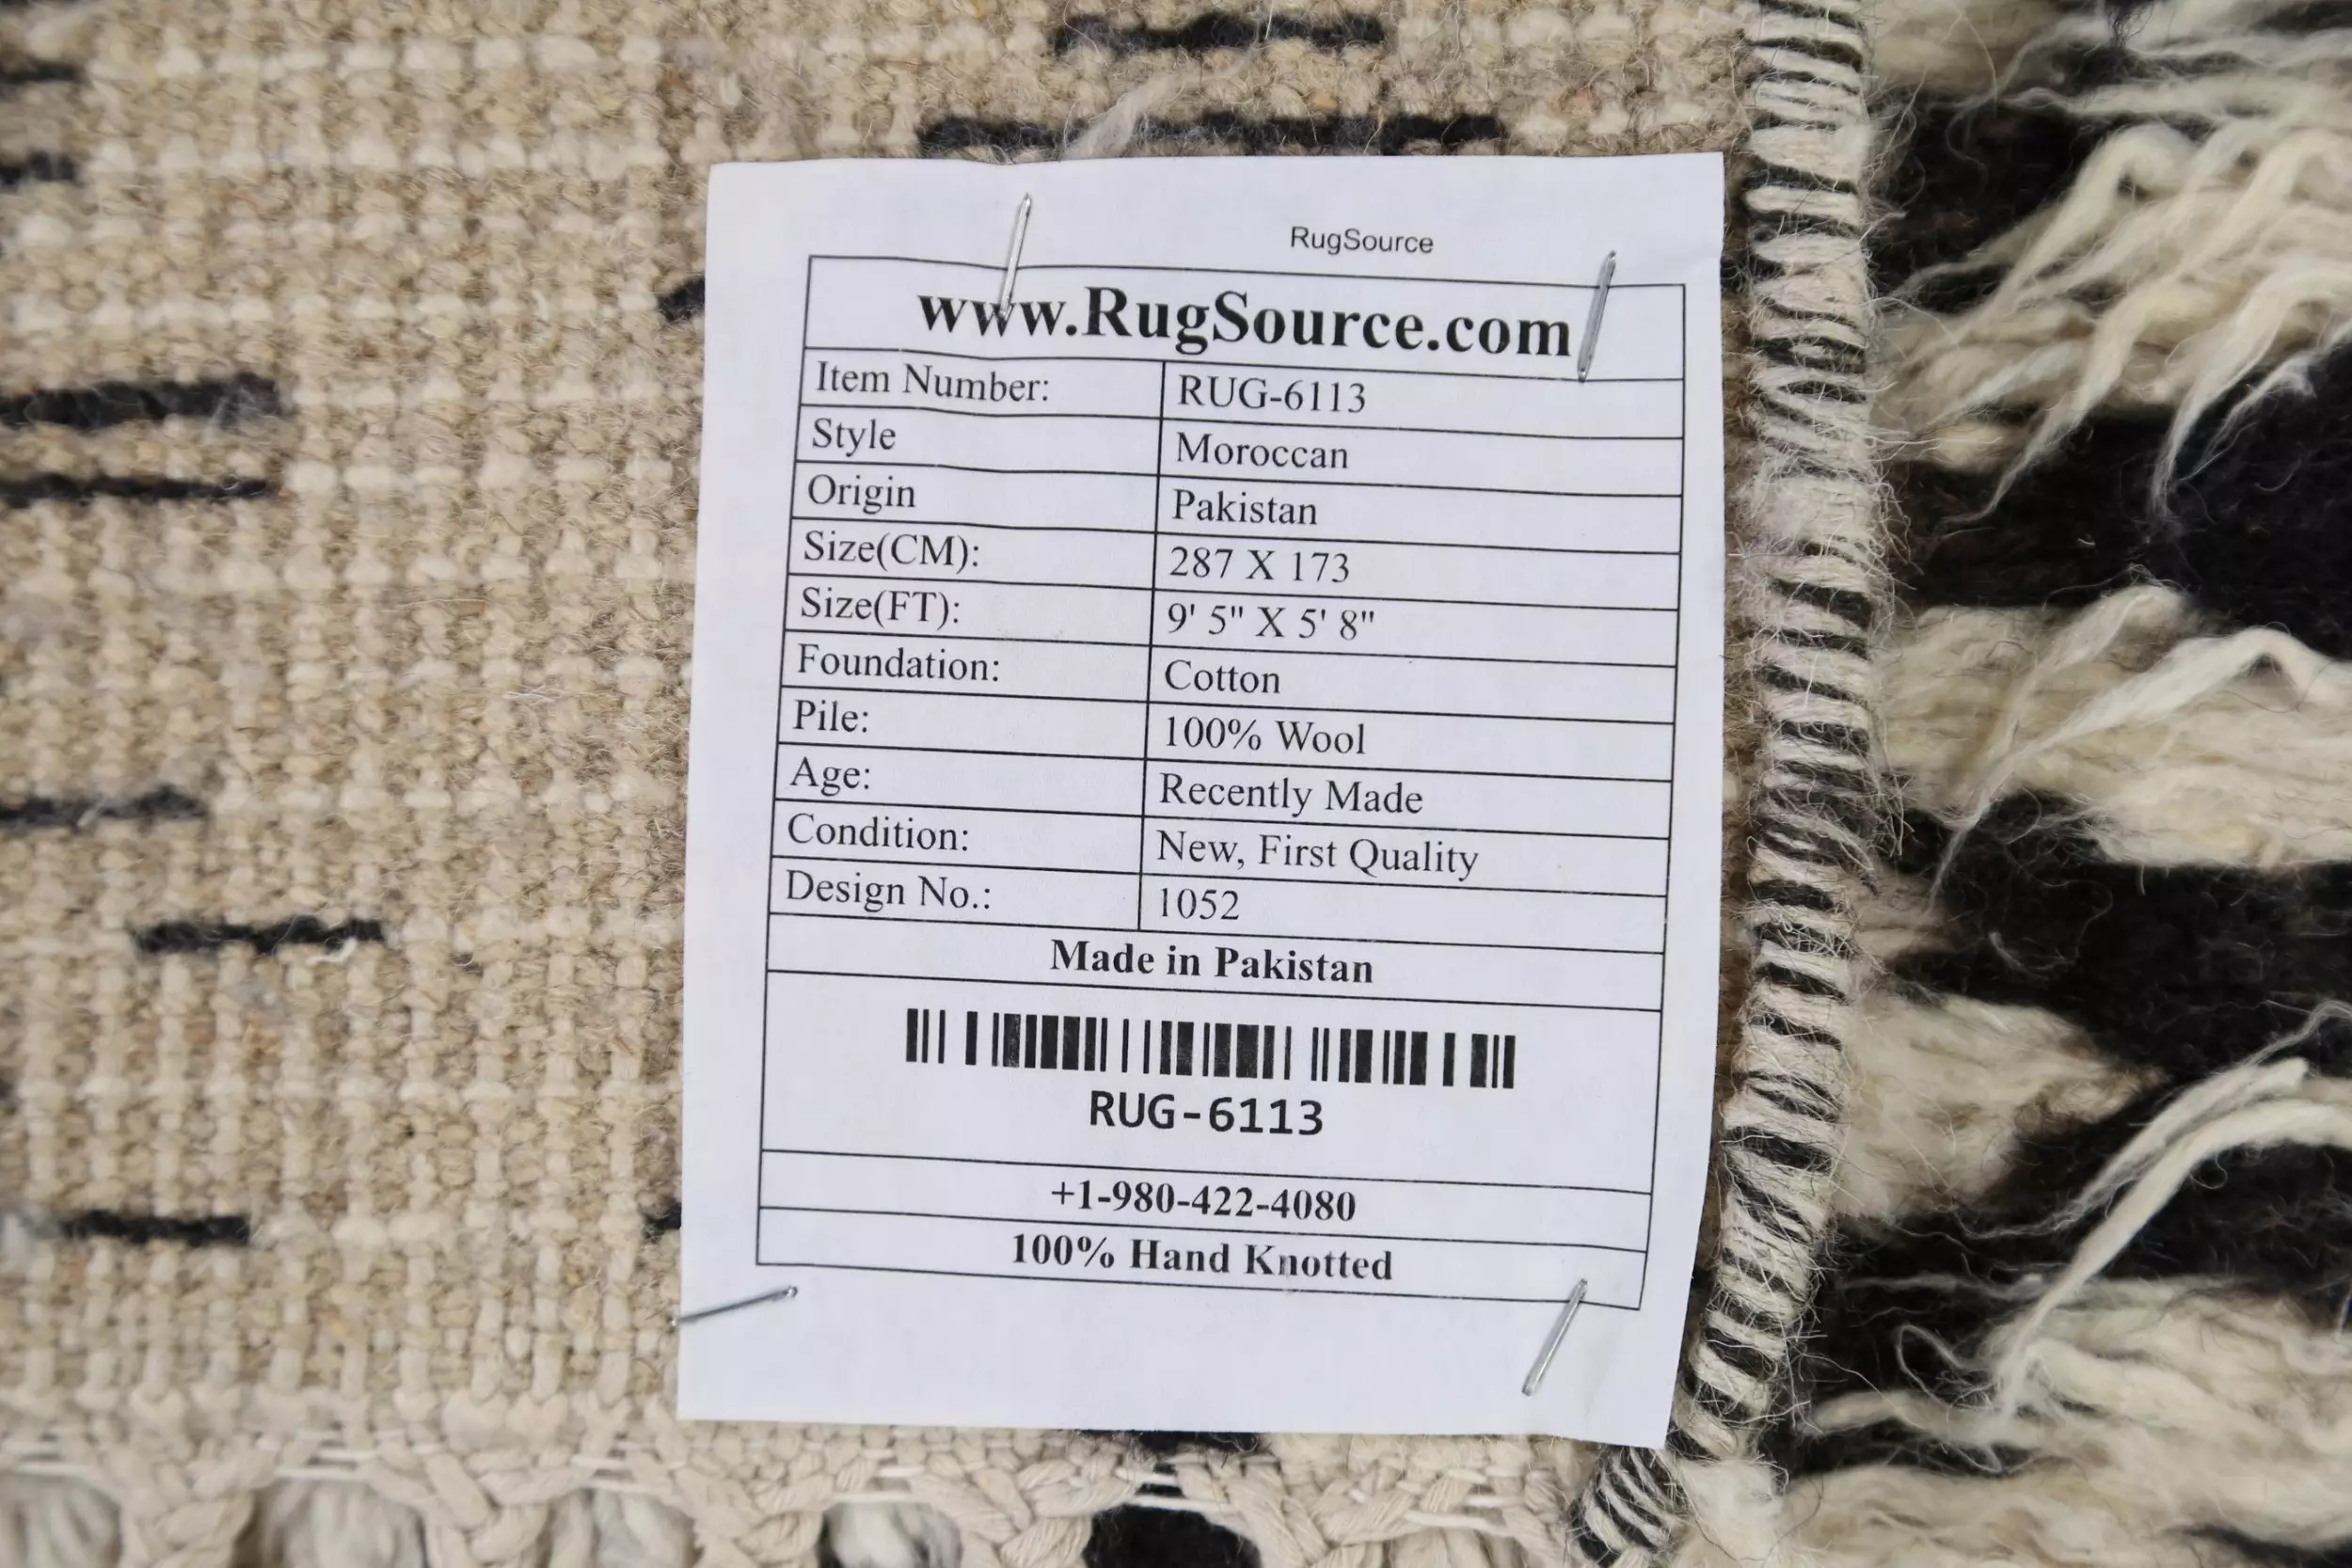 RugSource
www.RugSource.com
Item Number: RUG-6113
Style Moroccan
Origin Pakistan
Size(CM): 287 X 173
Size(FT): 9' 5" X 5' 8"
Foundation: Cotton
Pile: 100% Wool
Age: Recently Made
Condition: New, First Quality
Design No.: 1052
Made in Pakistan
RUG-6113
+1-980-422-4080
100% Hand Knotted